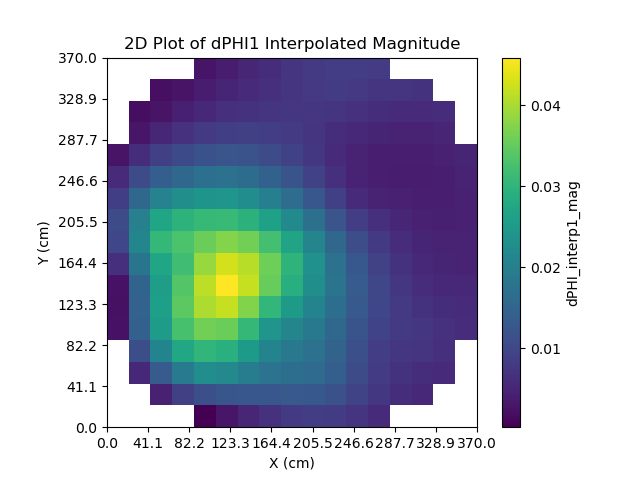 2D Plot of dPHI1 Interpolated Magnitude
370.0
328.9
287.7
246.6
205.5
164.4
123.3
82.2
41.1
0.0
Y (cm)
0.0 41.1 82.2 123.3 164.4 205.5 246.6 287.7 328.9 370.0
X (cm)
0.04
0.03
0.02
0.01
dPHI_interp1_mag